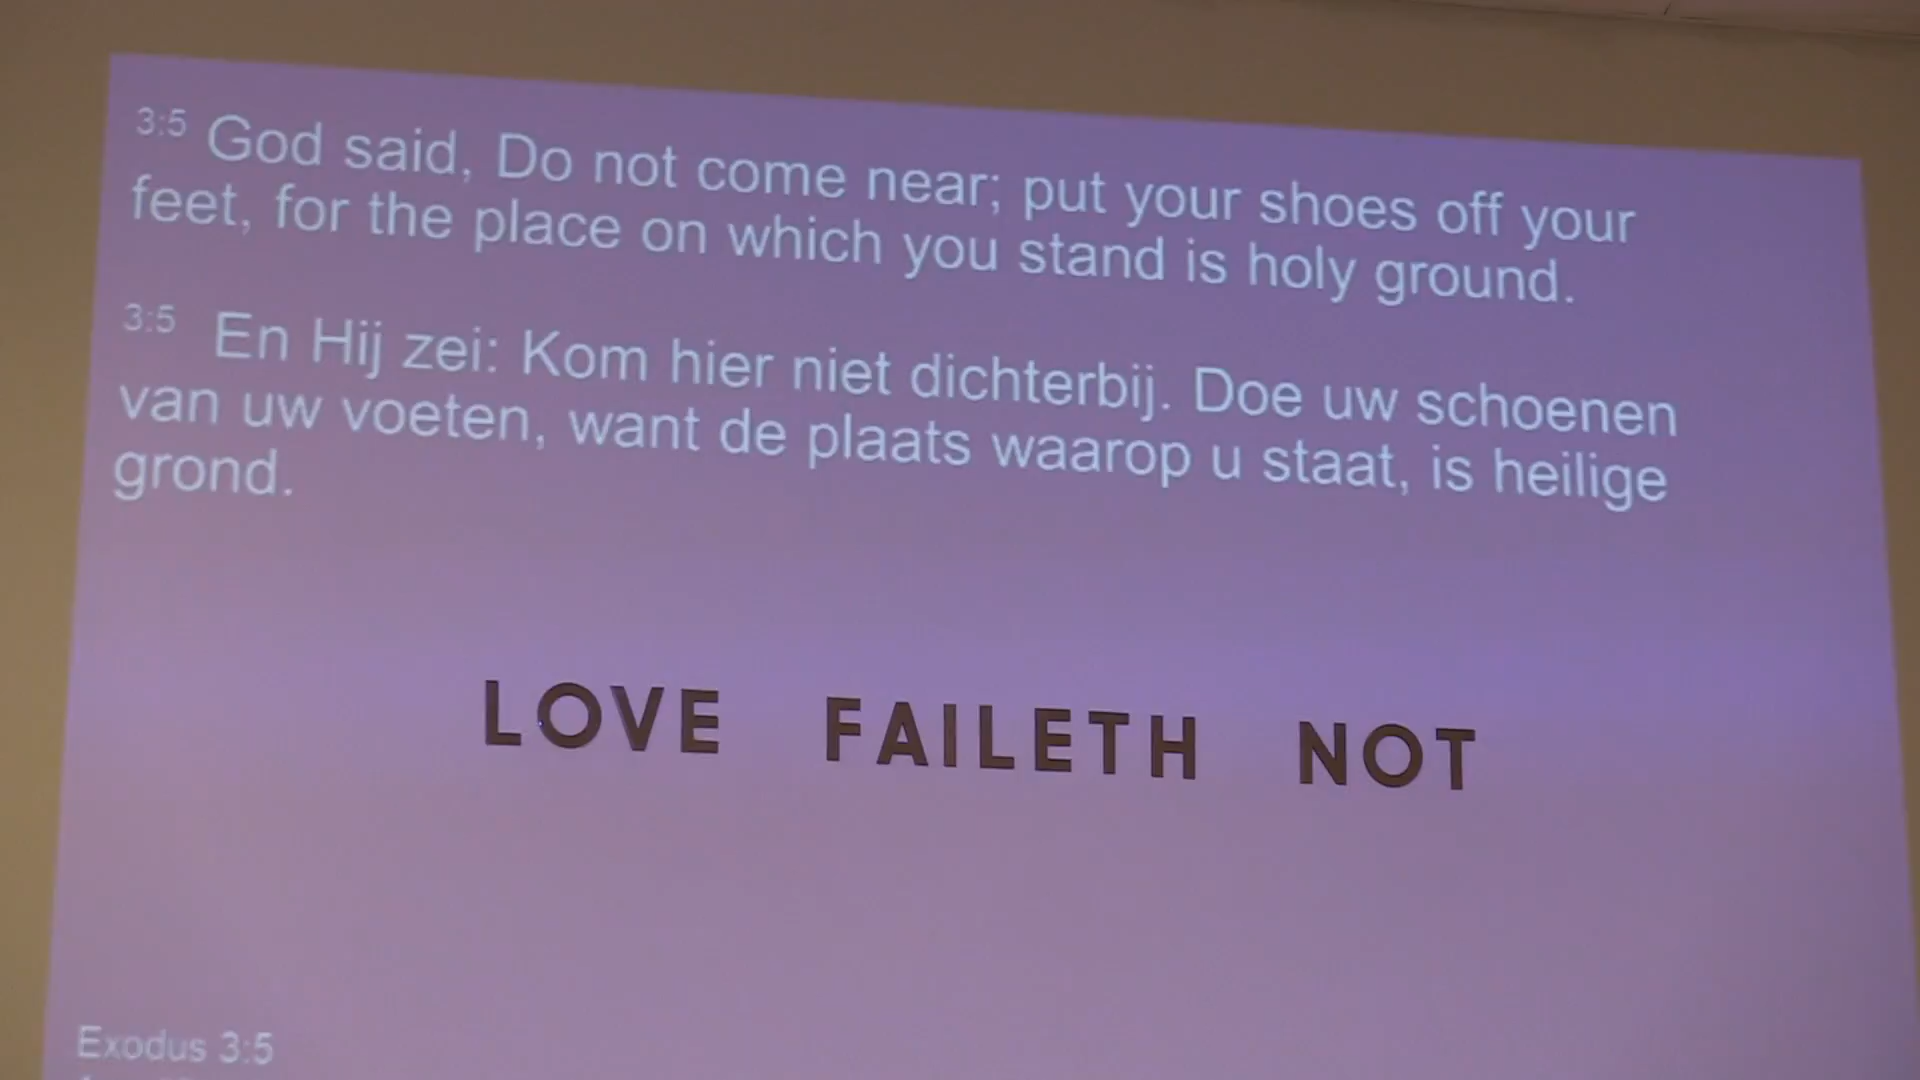 3:5 God said, Do not come near; put your shoes off your
feet, for the place on which you stand is holy ground.
3:5 En Hij zei: Kom hier niet dichterbij. Doe uw schoenen
van uw voeten, want de plaats waarop u staat, is heilige
grond.
LOVE FAILETH NOT
Exodus 3:5